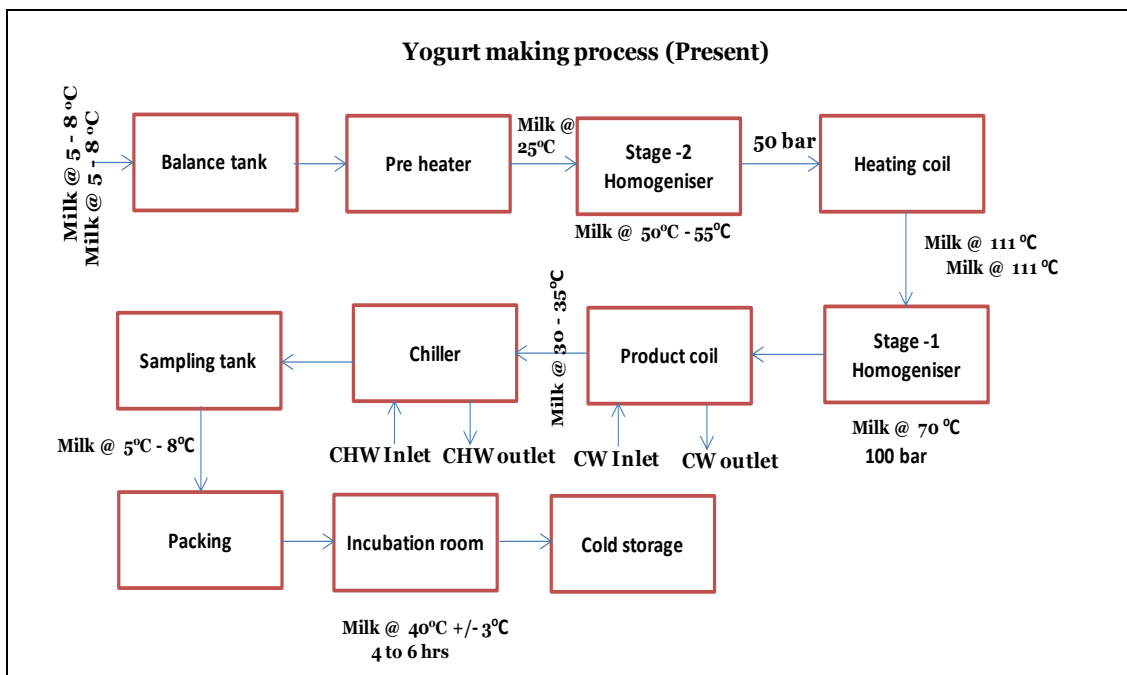 Yogurt making process (Present)
Milk @ 5 - 8 ºC
Milk @ 5 - 8 ºC
Balance tank
Pre heater
Milk @
25ºC
Stage -2
Homogeniser
Milk @ 50ºC - 55ºC
50 bar
Heating coil
Milk @ 111 ºC
Milk @ 111 ºC
Sampling tank
Chiller
Milk @ 30 - 35ºC
Product coil
Stage -1
Homogeniser
Milk @ 70 ºC
100 bar
Milk @ 5ºC - 8ºC
CHW Inlet
CHW outlet
CW Inlet
CW outlet
Packing
Incubation room
Cold storage
Milk @ 40ºC +/- 3ºC
4 to 6 hrs